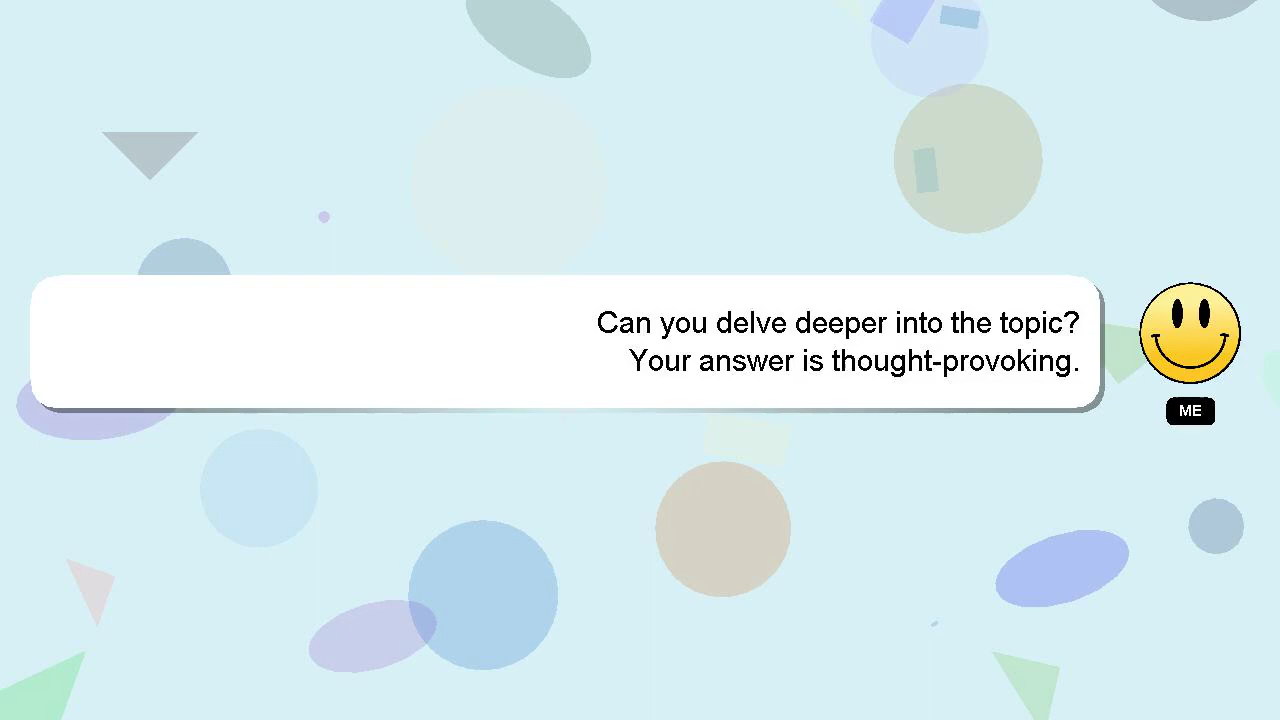 Can you delve deeper into the topic?
Your answer is thought-provoking.
ME